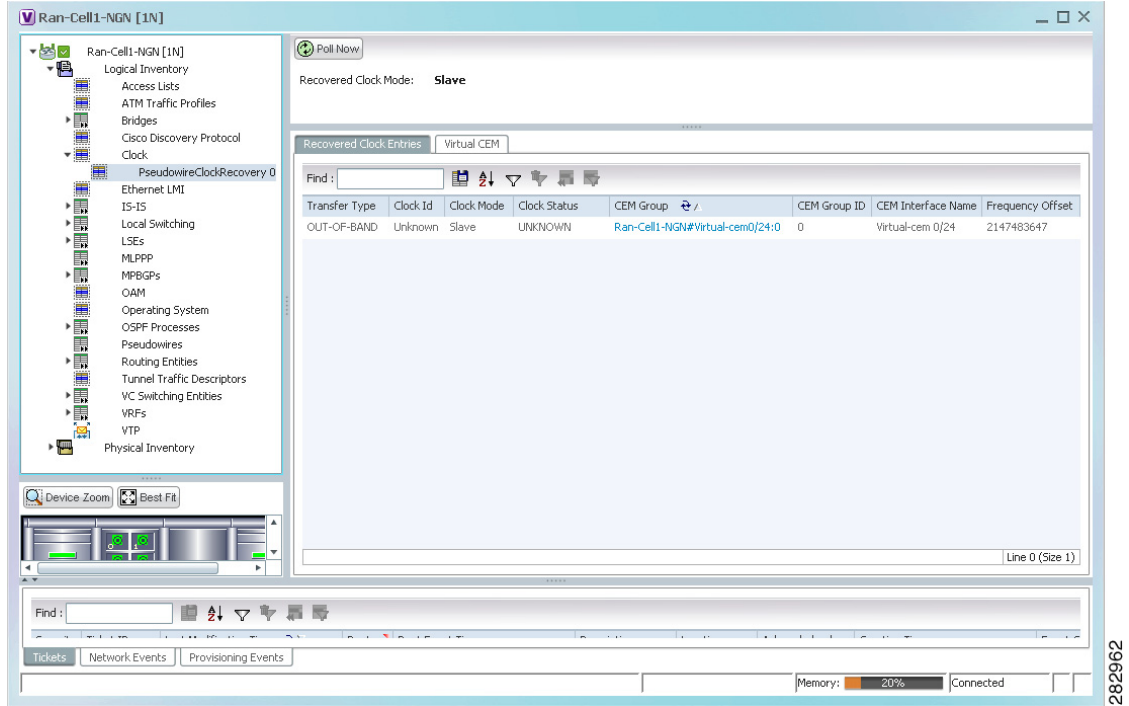 Ran-Cell1-NGN [1N]
Ran-Cell1-NGN [1N]
Logical Inventory
Access Lists
ATM Traffic Profiles
Bridges
Cisco Discovery Protocol
Clock
PseudowireClockRecovery 0
Ethernet LMI
IS-IS
Local Switching
LSEs
MLPPP
MPBGPs
OAM
Operating System
OSPF Processes
Pseudowires
Routing Entities
Tunnel Traffic Descriptors
VC Switching Entities
VRFs
VTP
Physical Inventory
Device Zoom Best Fit
Poll Now
Recovered Clock Mode: Slave
Recovered Clock Entries Virtual CEM
Find :
Transfer Type Clock Id Clock Mode Clock Status CEM Group CEM Group ID CEM Interface Name Frequency Offset
OUT-OF-BAND Unknown Slave UNKNOWN Ran-Cell1-NGN#Virtual-cem0/24:0 0 Virtual-cem 0/24 2147483647
Line 0 (Size 1)
Find :
Tickets Network Events Provisioning Events
Memory: 20% Connected
282962